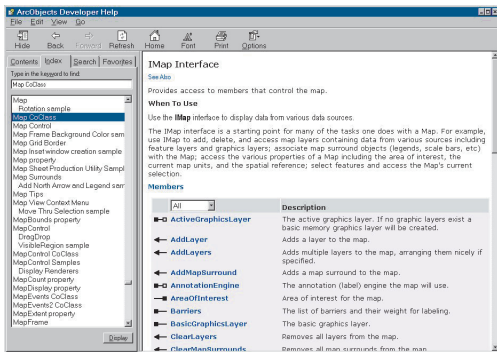 ArcObjects Developer Help
File Edit View Go
Hide Back Forward Refresh Home Font Print Options
Contents Index Search Favorites
Type in the keyword to find:
Map CoClass
Map
Rotation sample
Map CoClass
Map Control
Map Frame Background Color sam
Map Grid Border
Map Inset window creation sample
Map property
Map Sheet Production Utility Sampl
Map Surrounds
Add North Arrow and Legend sam
Map Tips
Map View Context Menu
Move Thru Selection sample
MapBounds property
MapControl
DragDrop
VisibleRegion sample
MapControl CoClass
MapControl Samples
Display Renderers
MapCount property
MapDisplay property
MapEvents CoClass
MapEvents2 CoClass
MapExtent property
MapFrame
Display
IMap Interface
See Also
Provides access to members that control the map.
When To Use
Use the IMap interface to display data from various data sources.
The IMap interface is a starting point for many of the tasks one does with a Map. For example,
use IMap to add, delete, and access map layers containing data from various sources including
feature layers and graphics layers; associate map surround objects (legends, scale bars, etc)
with the Map; access the various properties of a Map including the area of interest, the
current map units, and the spatial reference; select features and access the Map's current
selection.
Members
All Description
ActiveGraphicsLayer The active graphics layer. If no graphic layers exist a
basic memory graphics layer will be created.
AddLayer Adds a layer to the map.
AddLayers Adds multiple layers to the map, arranging them nicely if
specified.
AddMapSurround Adds a map surround to the map.
AnnotationEngine The annotation (label) engine the map will use.
AreaOfInterest Area of interest for the map.
Barriers The list of barriers and their weight for labeling.
BasicGraphicsLayer The basic graphics layer.
ClearLayers Removes all layers from the map.
ClearMapSurrounds Removes all map surrounds from the map.